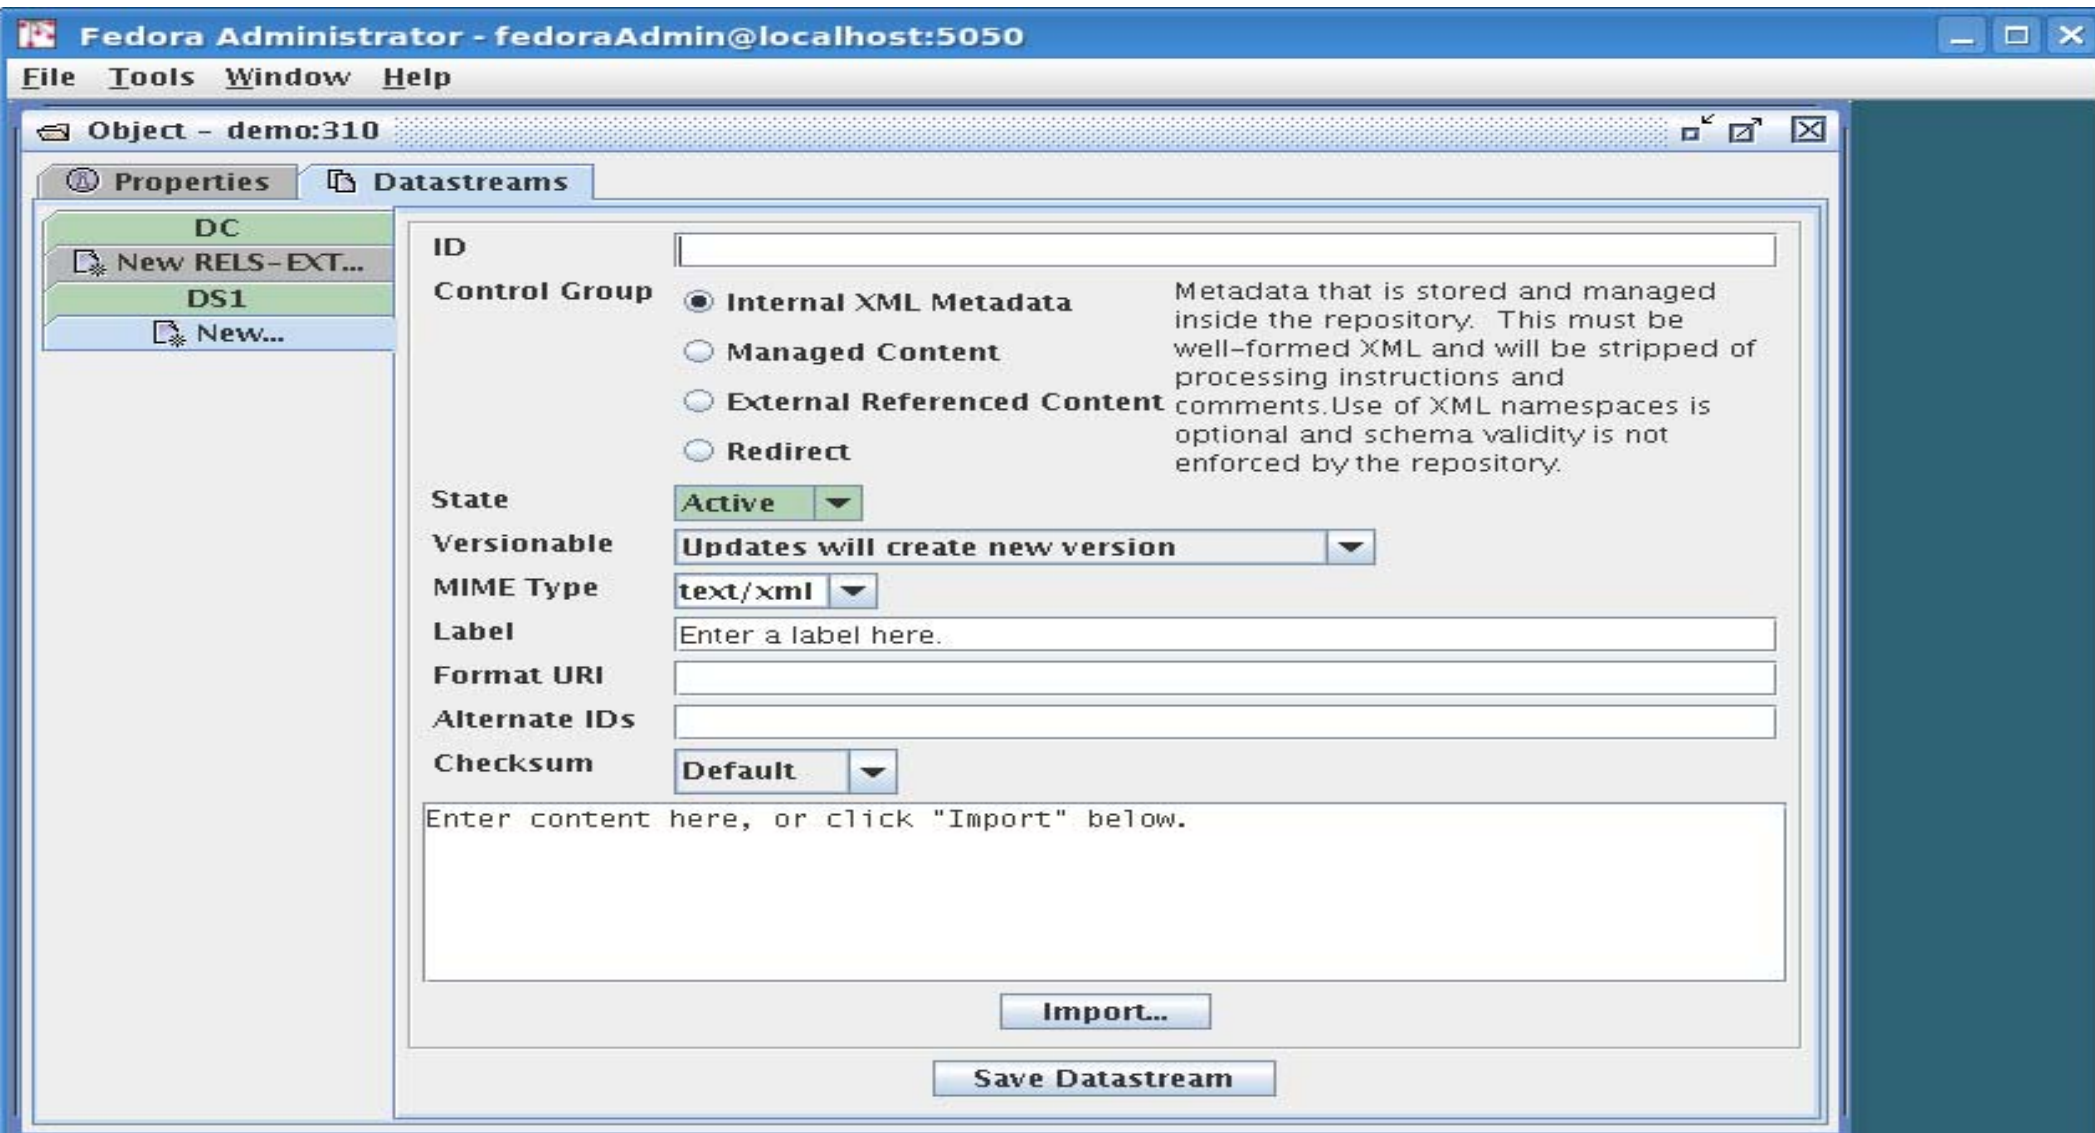 Fedora Administrator - fedoraAdmin@localhost:5050
File Tools Window Help
Object - demo:310
Properties Datastreams
DC
New RELS-EXT...
DS1
New...
ID
Control Group
Internal XML Metadata
Managed Content
External Referenced Content
Redirect
Metadata that is stored and managed
inside the repository. This must be
well-formed XML and will be stripped of
processing instructions and
comments.Use of XML namespaces is
optional and schema validity is not
enforced by the repository.
State Active
Versionable Updates will create new version
MIME Type text/xml
Label Enter a label here.
Format URI
Alternate IDs
Checksum Default
Enter content here, or click "Import" below.
Import...
Save Datastream